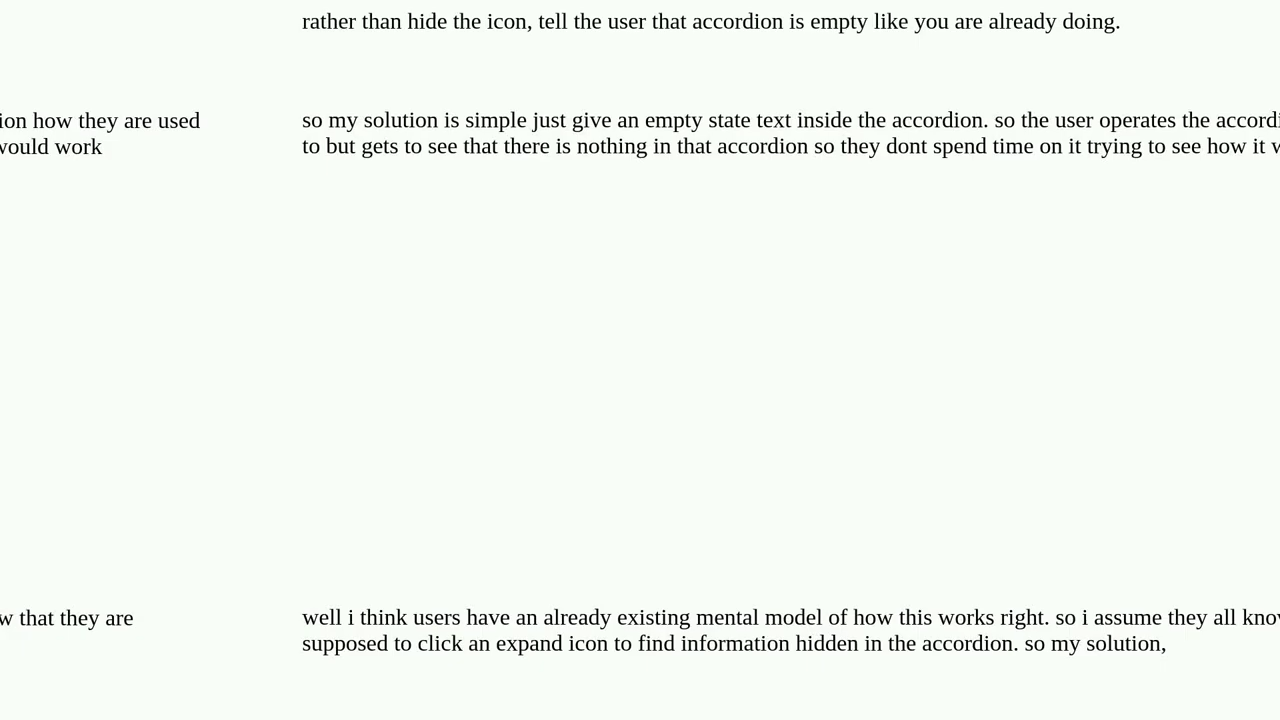 rather than hide the icon, tell the user that accordion is empty like you are already doing.
ion how they are used
would work
so my solution is simple just give an empty state text inside the accordion. so the user operates the accordi
to but gets to see that there is nothing in that accordion so they dont spend time on it trying to see how it w
w that they are
well i think users have an already existing mental model of how this works right. so i assume they all know
supposed to click an expand icon to find information hidden in the accordion. so my solution,